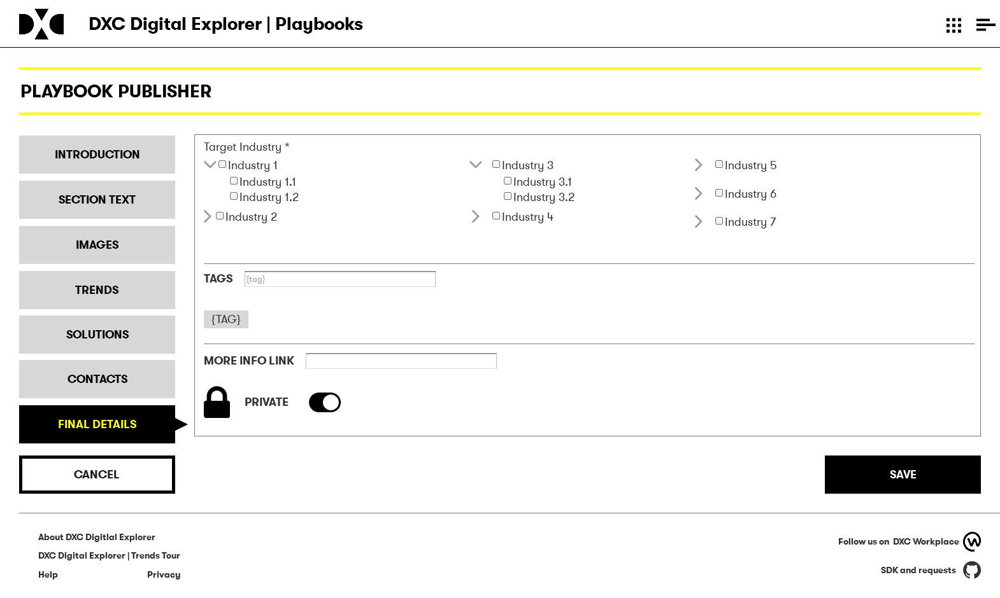 DXC Digital Explorer | Playbooks
PLAYBOOK PUBLISHER
INTRODUCTION
SECTION TEXT
IMAGES
TRENDS
SOLUTIONS
CONTACTS
FINAL DETAILS
CANCEL
Target Industry *
Industry 1
Industry 1.1
Industry 1.2
Industry 2
Industry 3
Industry 3.1
Industry 3.2
Industry 4
Industry 5
Industry 6
Industry 7
TAGS {tag}
{TAG}
MORE INFO LINK
PRIVATE
SAVE
About DXC Digitlal Explorer
DXC Digital Explorer | Trends Tour
Help Privacy
Follow us on DXC Workplace
SDK and requests